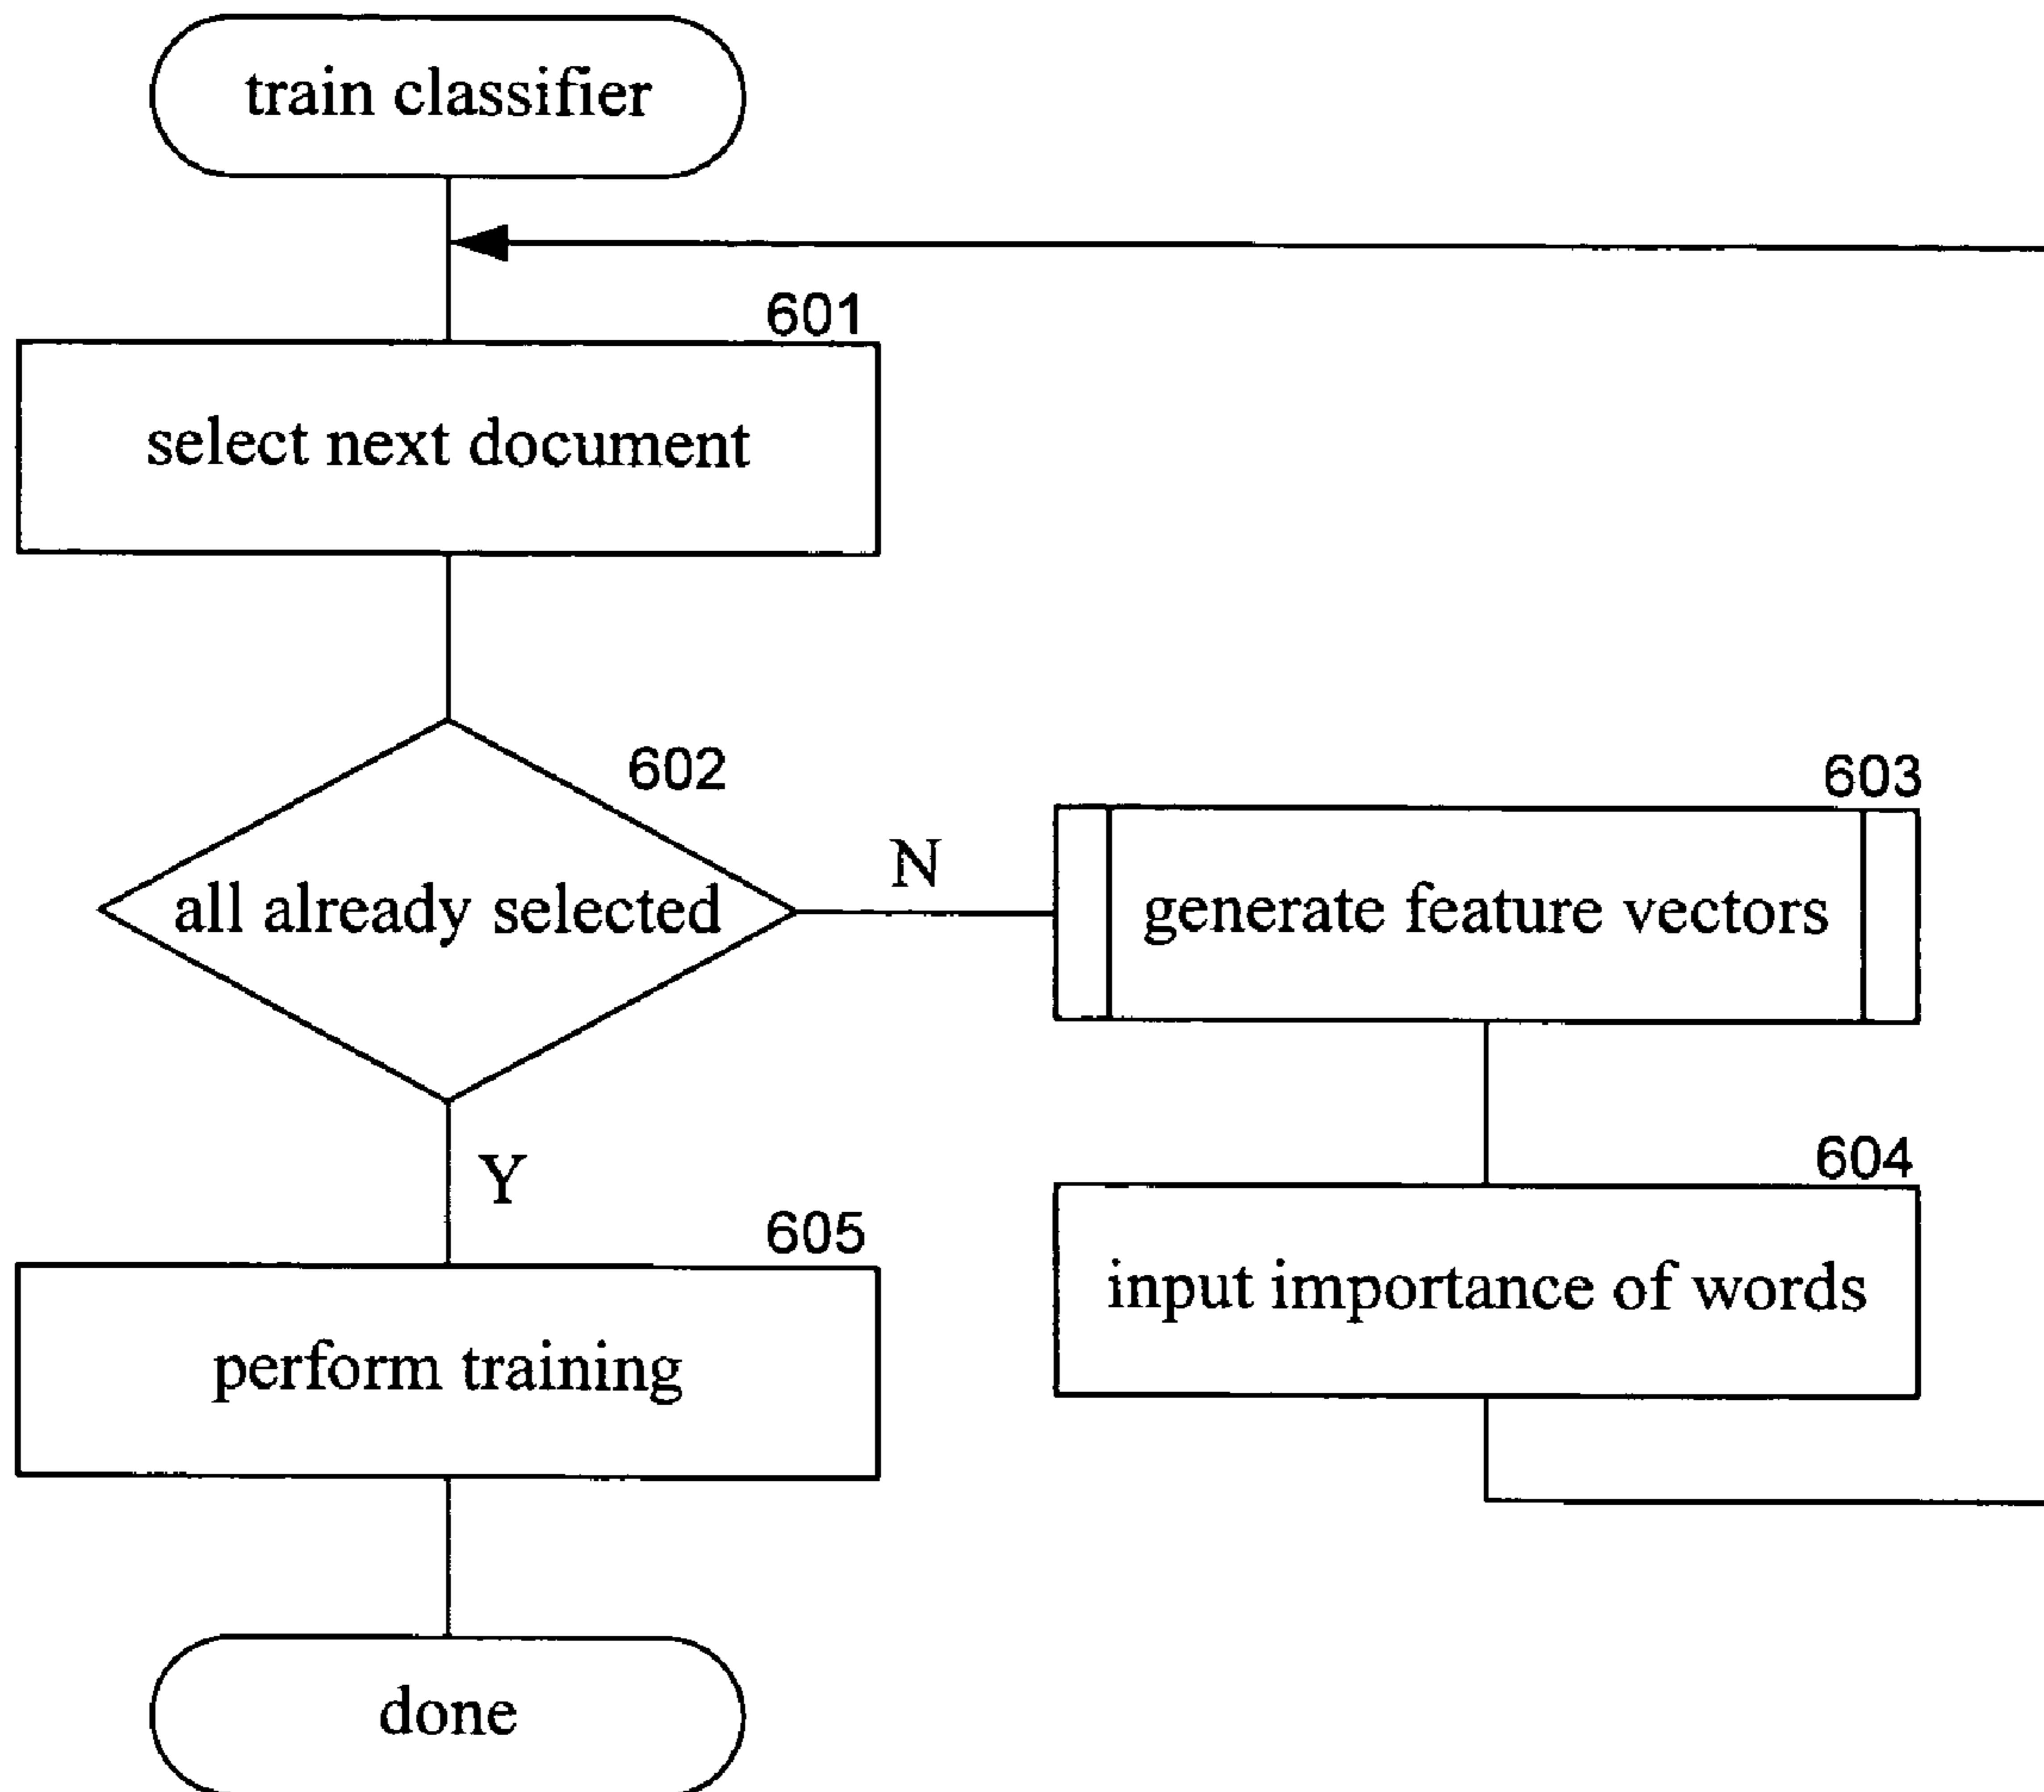 train classifier
601
select next document
602
all already selected
N
603
generate feature vectors
Y
604
input importance of words
605
perform training
done